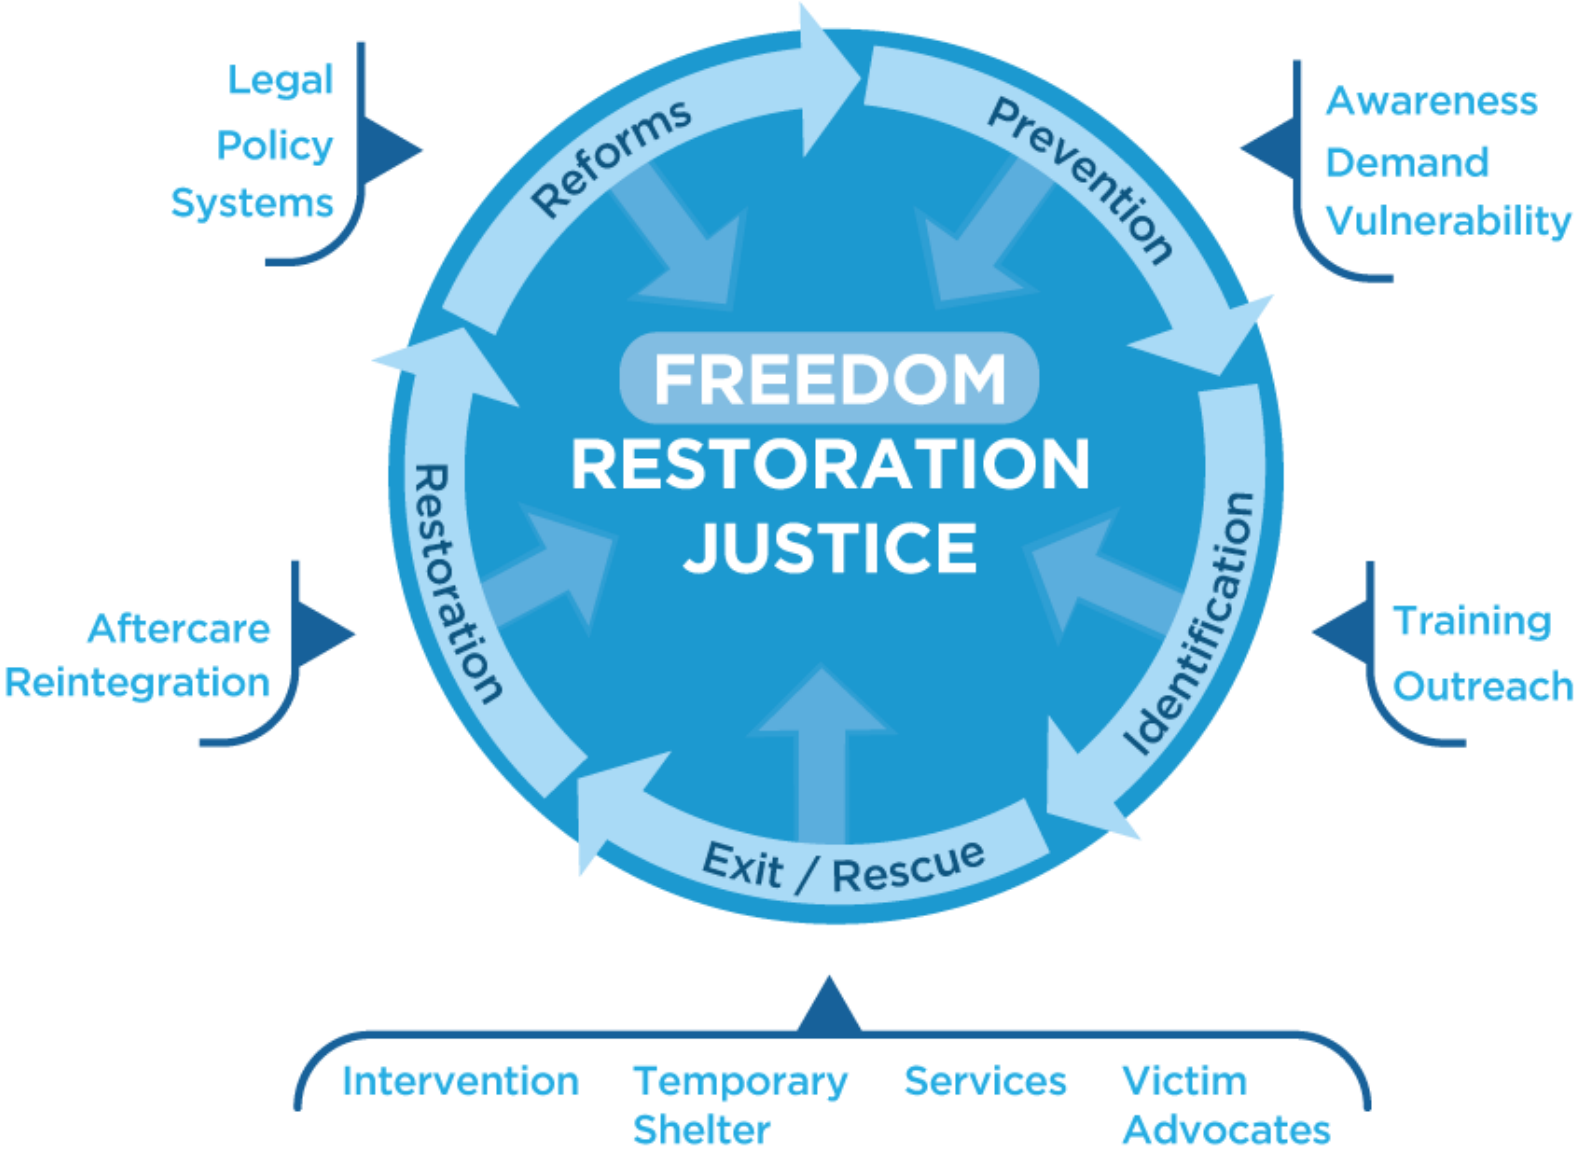 Legal
Policy
Systems
Reforms
Prevention
Awareness
Demand
Vulnerability
FREEDOM
RESTORATION
JUSTICE
Restoration
Identification
Aftercare
Reintegration
Training
Outreach
Exit / Rescue
Intervention
Temporary
Shelter
Services
Victim
Advocates